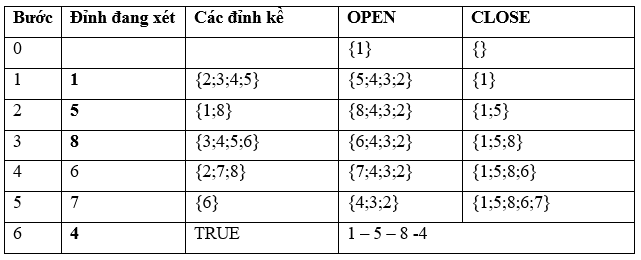 Bước Đỉnh đang xét Các đỉnh kề OPEN CLOSE
0 {1} {}
1 1 {2;3;4;5} {5;4;3;2} {1}
2 5 {1;8} {8;4;3;2} {1;5}
3 8 {3;4;5;6} {6;4;3;2} {1;5;8}
4 6 {2;7;8} {7;4;3;2} {1;5;8;6}
5 7 {6} {4;3;2} {1;5;8;6;7}
6 4 TRUE 1 – 5 – 8 -4